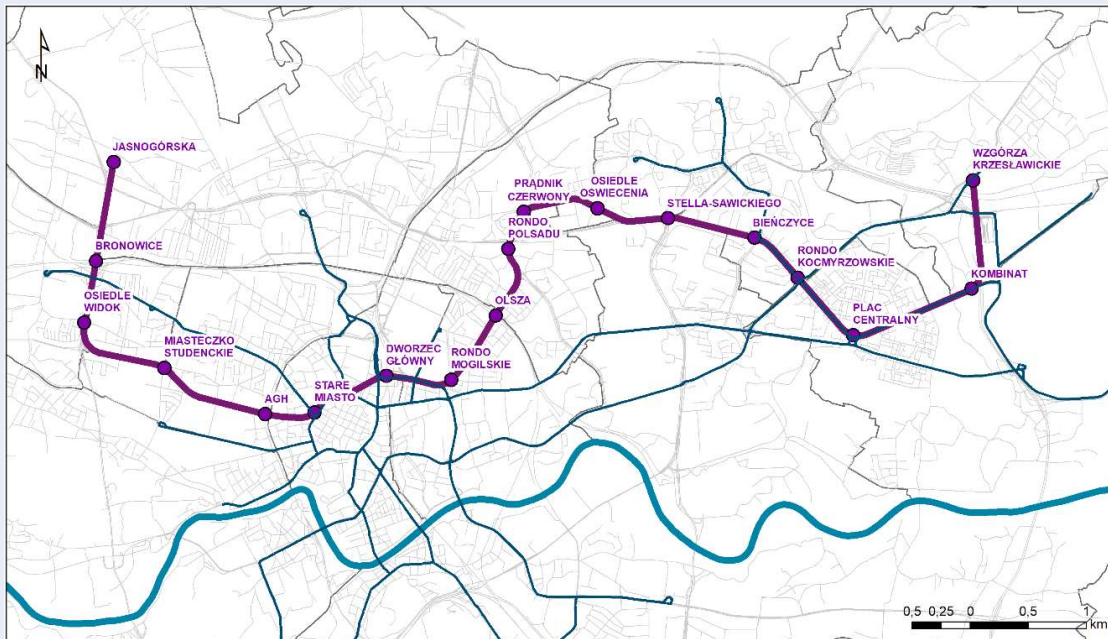 N
JASNOGÓRSKA
BRONOWICE
OSIEDLE
WIDOK
MIASTECZKO
STUDENCKIE
AGH
STARE
MIASTO
DWORZEC
GŁÓWNY
RONDO
MOGILSKIE
OLSZA
RONDO
POLSADU
PRĄDNIK
CZERWONY
OSIEDLE
OŚWIECENIA
STELLA-SAWICKIEGO
BIEŃCZYCE
RONDO
KOCMYRZOWSKIE
PLAC
CENTRALNY
KOMBINAT
WZGÓRZA
KRZESŁAWICKIE
0,5 0,25 0 0,5 1
km